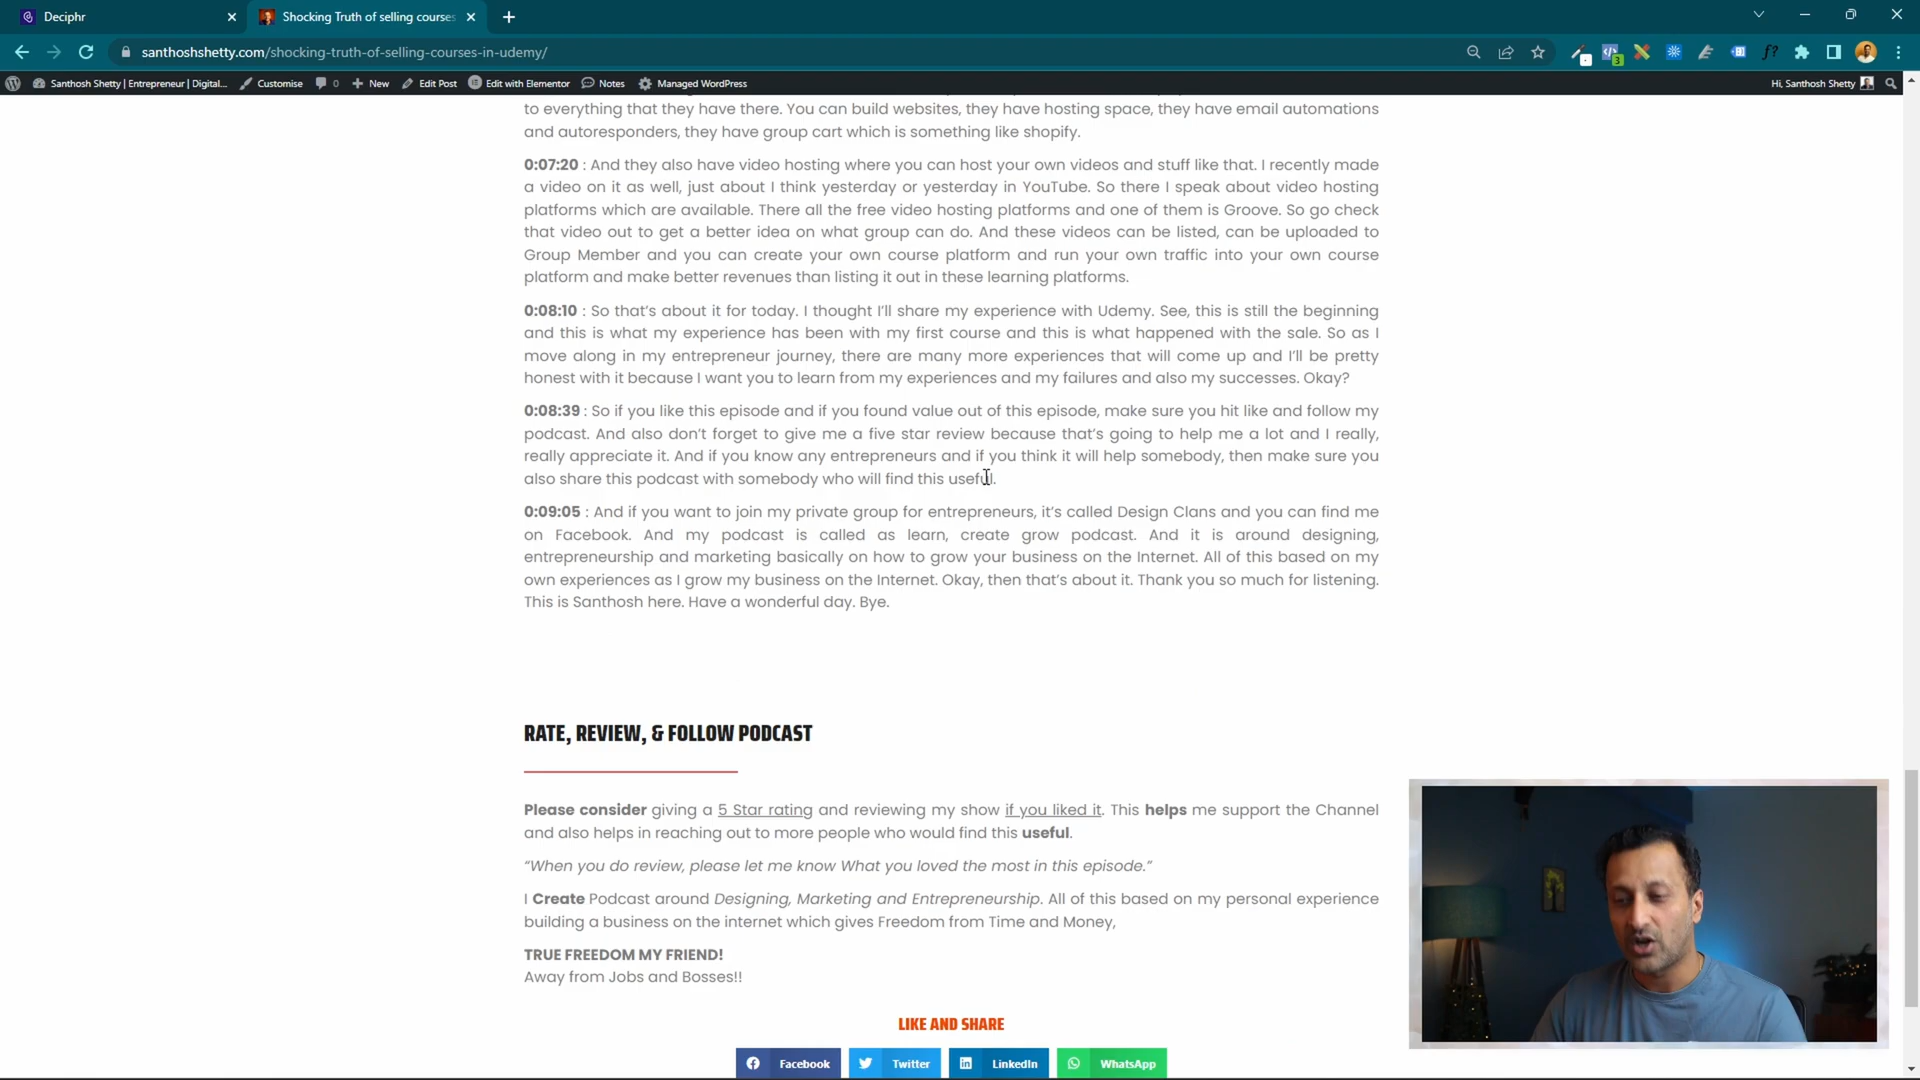 Deciphr
Shocking Truth of selling courses
santhoshshetty.com/shocking-truth-of-selling-courses-in-udemy/
3
Santhosh Shetty | Entrepreneur | Digital...
Customise
0
New
Edit Post
Edit with Elementor
Notes
Managed WordPress
Hi, Santhosh Shetty
to everything that they have there. You can build websites, they have hosting space, they have email automations
and autoresponders, they have group cart which is something like shopify.
0:07:20 : And they also have video hosting where you can host your own videos and stuff like that. I recently made
a video on it as well, just about I think yesterday or yesterday in YouTube. So there I speak about video hosting
platforms which are available. There all the free video hosting platforms and one of them is Groove. So go check
that video out to get a better idea on what group can do. And these videos can be listed, can be uploaded to
Group Member and you can create your own course platform and run your own traffic into your own course
platform and make better revenues than listing it out in these learning platforms.
0:08:10 : So that's about it for today. I thought I'll share my experience with Udemy. See, this is still the beginning
and this is what my experience has been with my first course and this is what happened with the sale. So as I
move along in my entrepreneur journey, there are many more experiences that will come up and I'll be pretty
honest with it because I want you to learn from my experiences and my failures and also my successes. Okay?
0:08:39 : So if you like this episode and if you found value out of this episode, make sure you hit like and follow my
podcast. And also don't forget to give me a five star review because that's going to help me a lot and I really,
really appreciate it. And if you know any entrepreneurs and if you think it will help somebody, then make sure you
also share this podcast with somebody who will find this useful.
0:09:05 : And if you want to join my private group for entrepreneurs, it's called Design Clans and you can find me
on Facebook. And my podcast is called as learn, create grow podcast. And it is around designing,
entrepreneurship and marketing basically on how to grow your business on the Internet. All of this based on my
own experiences as I grow my business on the Internet. Okay, then that's about it. Thank you so much for listening.
This is Santhosh here. Have a wonderful day. Bye.
RATE, REVIEW, & FOLLOW PODCAST
Please consider giving a 5 Star rating and reviewing my show if you liked it. This helps me support the Channel
and also helps in reaching out to more people who would find this useful.
"When you do review, please let me know What you loved the most in this episode."
I Create Podcast around Designing, Marketing and Entrepreneurship. All of this based on my personal experience
building a business on the internet which gives Freedom from Time and Money,
TRUE FREEDOM MY FRIEND!
Away from Jobs and Bosses!!
LIKE AND SHARE
Facebook
Twitter
LinkedIn
WhatsApp